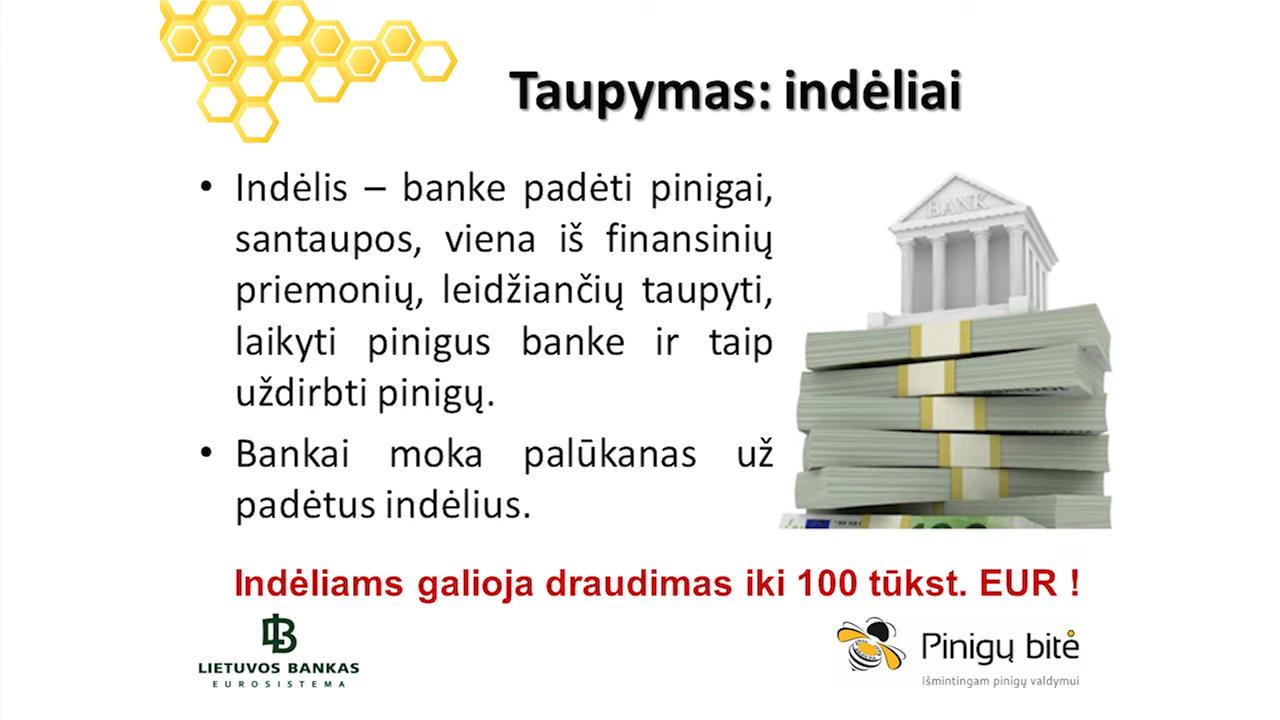 Taupymas: indėliai
• Indėlis – banke padėti pinigai,
santaupos, viena iš finansinių
priemonių, leidžiančių taupyti,
laikyti pinigus banke ir taip
uždirbti pinigų.
• Bankai moka palūkanas už
padėtus indėlius.
BANK
Indėliams galioja draudimas iki 100 tūkst. EUR !
LIETUVOS BANKAS
EUROSISTEMA
Pinigų bitė
Išmintingam pinigų valdymui